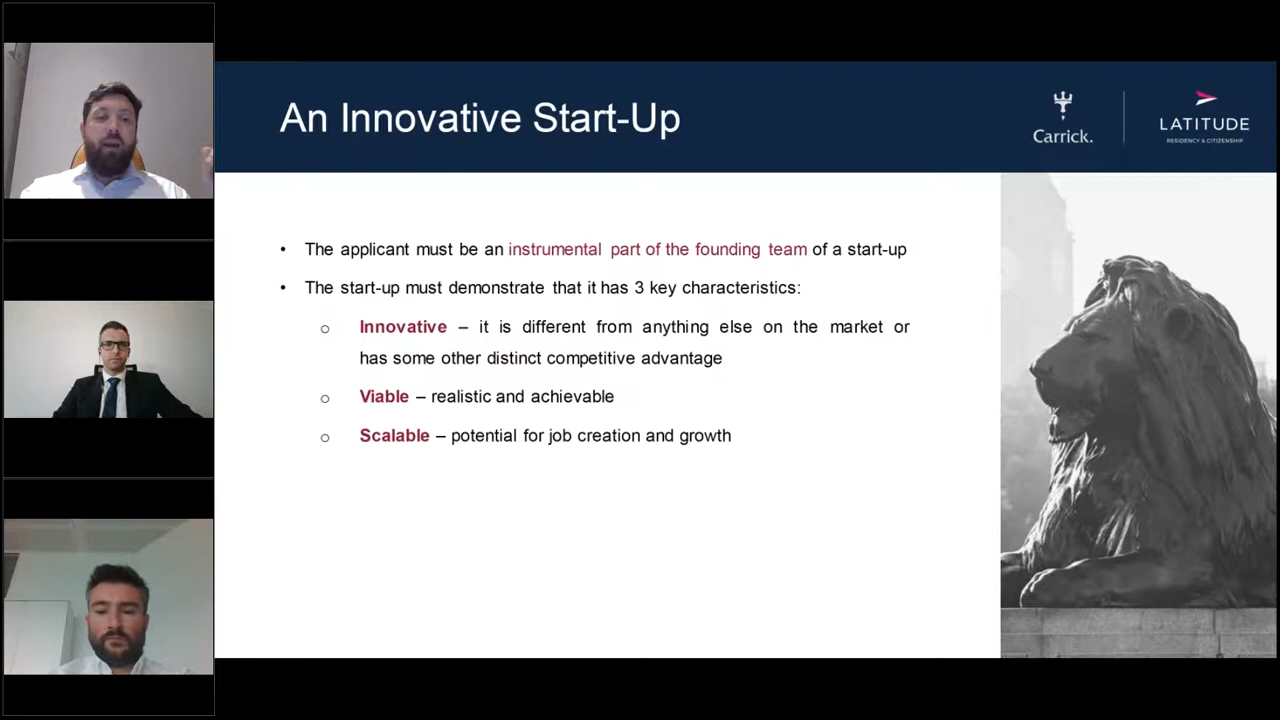 An Innovative Start-Up
Carrick.
LATITUDE
RESIDENCY & CITIZENSHIP
• The applicant must be an instrumental part of the founding team of a start-up
• The start-up must demonstrate that it has 3 key characteristics:
o Innovative – it is different from anything else on the market or
has some other distinct competitive advantage
o Viable – realistic and achievable
o Scalable – potential for job creation and growth